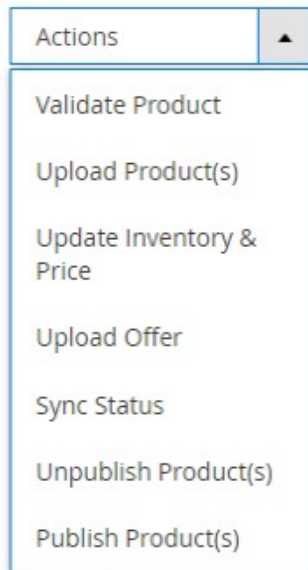 Actions
Validate Product
Upload Product(s)
Update Inventory &
Price
Upload Offer
Sync Status
Unpublish Product(s)
Publish Product(s)